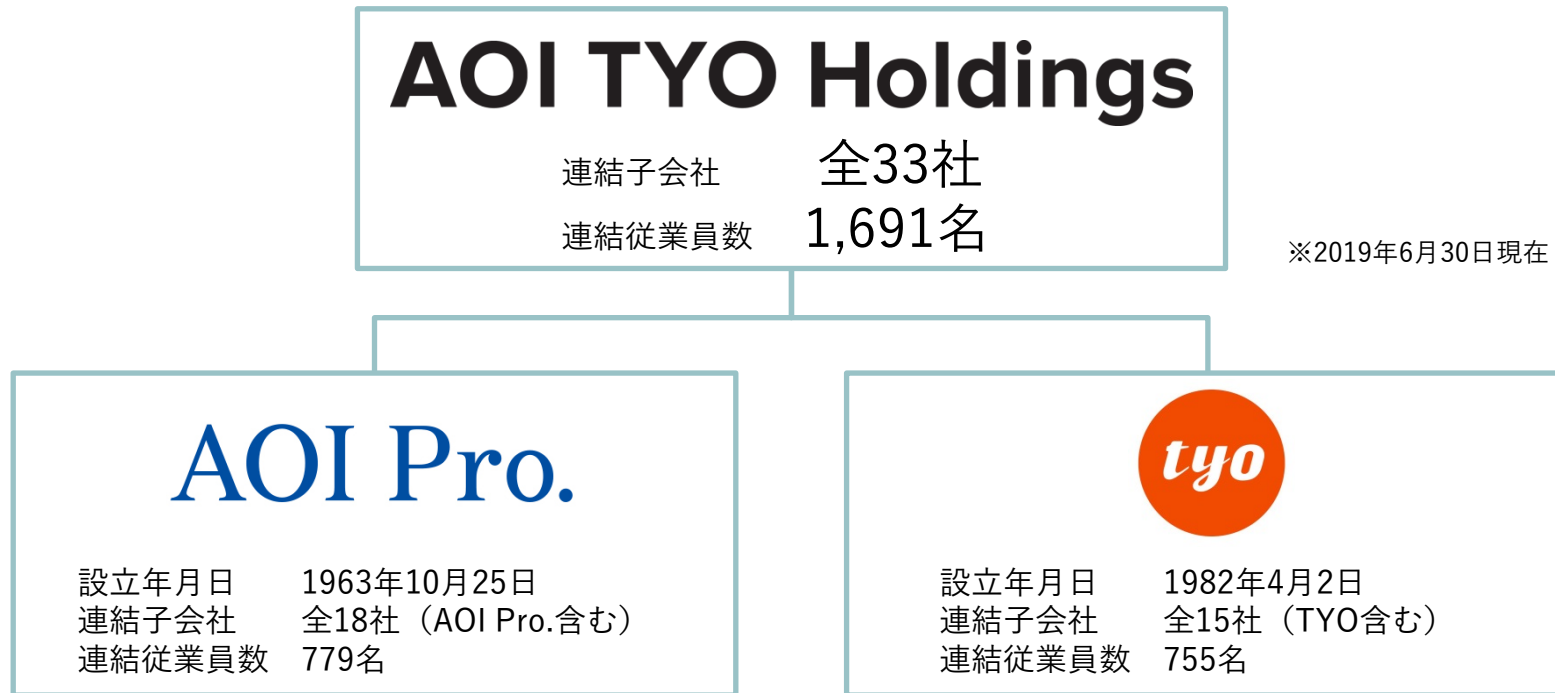 AOI TYO Holdings
連結子会社 全33社
連結従業員数 1,691名
※2019年6月30日現在
AOI Pro.
設立年月日 1963年10月25日
連結子会社 全18社（AOI Pro.含む）
連結従業員数 779名
tyo
設立年月日 1982年4月2日
連結子会社 全15社（TYO含む）
連結従業員数 755名